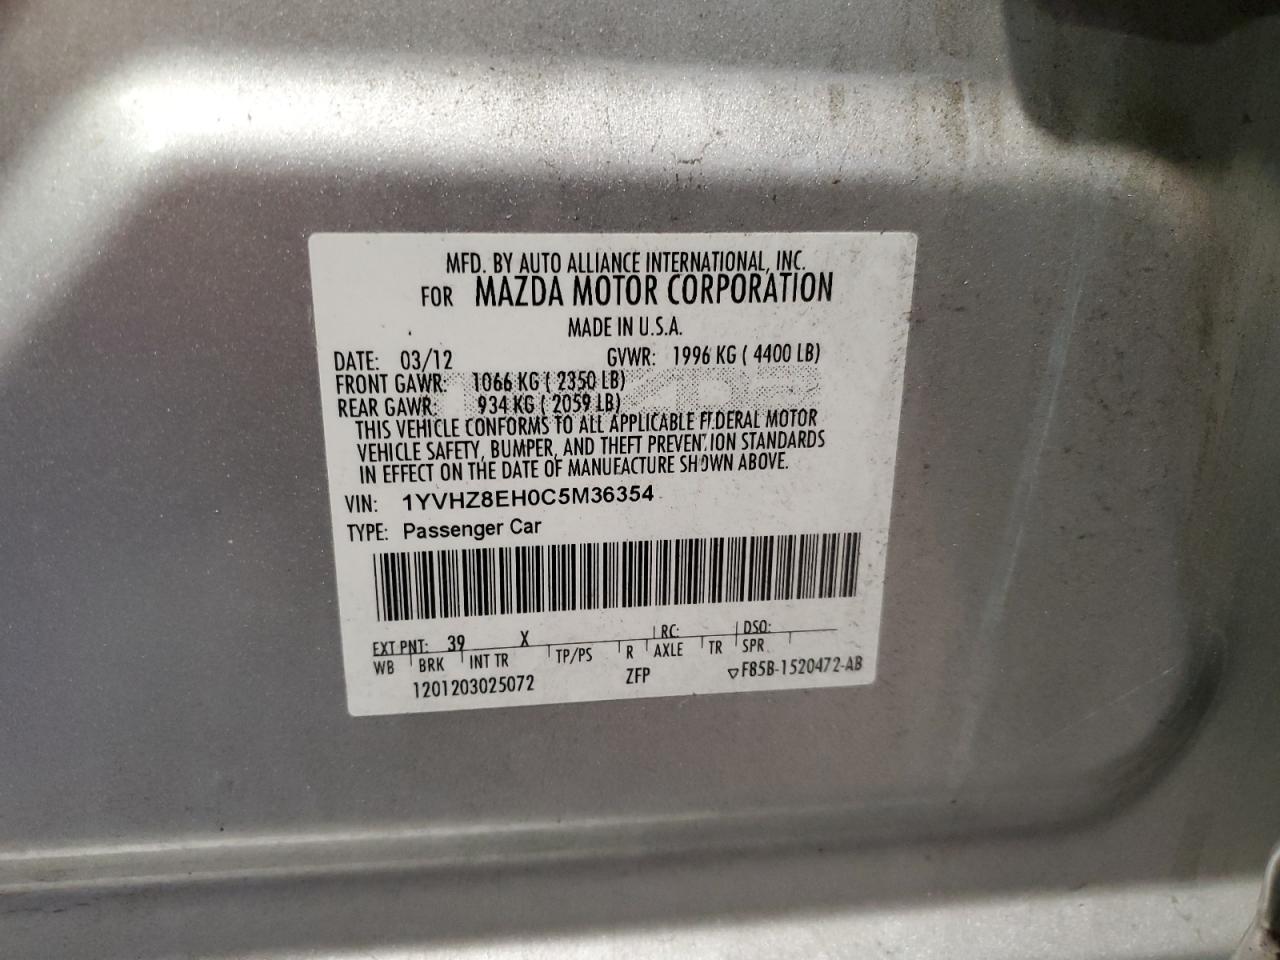 MFD. BY AUTO ALLIANCE INTERNATIONAL, INC.
FOR MAZDA MOTOR CORPORATION
MADE IN U.S.A.
DATE: 03/12 GVWR: 1996 KG ( 4400 LB)
FRONT GAWR: 1066 KG ( 2350 LB)
REAR GAWR: 934 KG ( 2059 LB)
THIS VEHICLE CONFORMS TO ALL APPLICABLE FEDERAL MOTOR
VEHICLE SAFETY, BUMPER, AND THEFT PREVENTION STANDARDS
IN EFFECT ON THE DATE OF MANUFACTURE SHOWN ABOVE.
VIN: 1YVHZ8EH0C5M36354
TYPE: Passenger Car
EXT PNT: 39 X RC: DSO:
WB BRK INT TR TP/PS R AXLE TR SPR
1201203025072 ZFP ▽F85B-1520472-AB